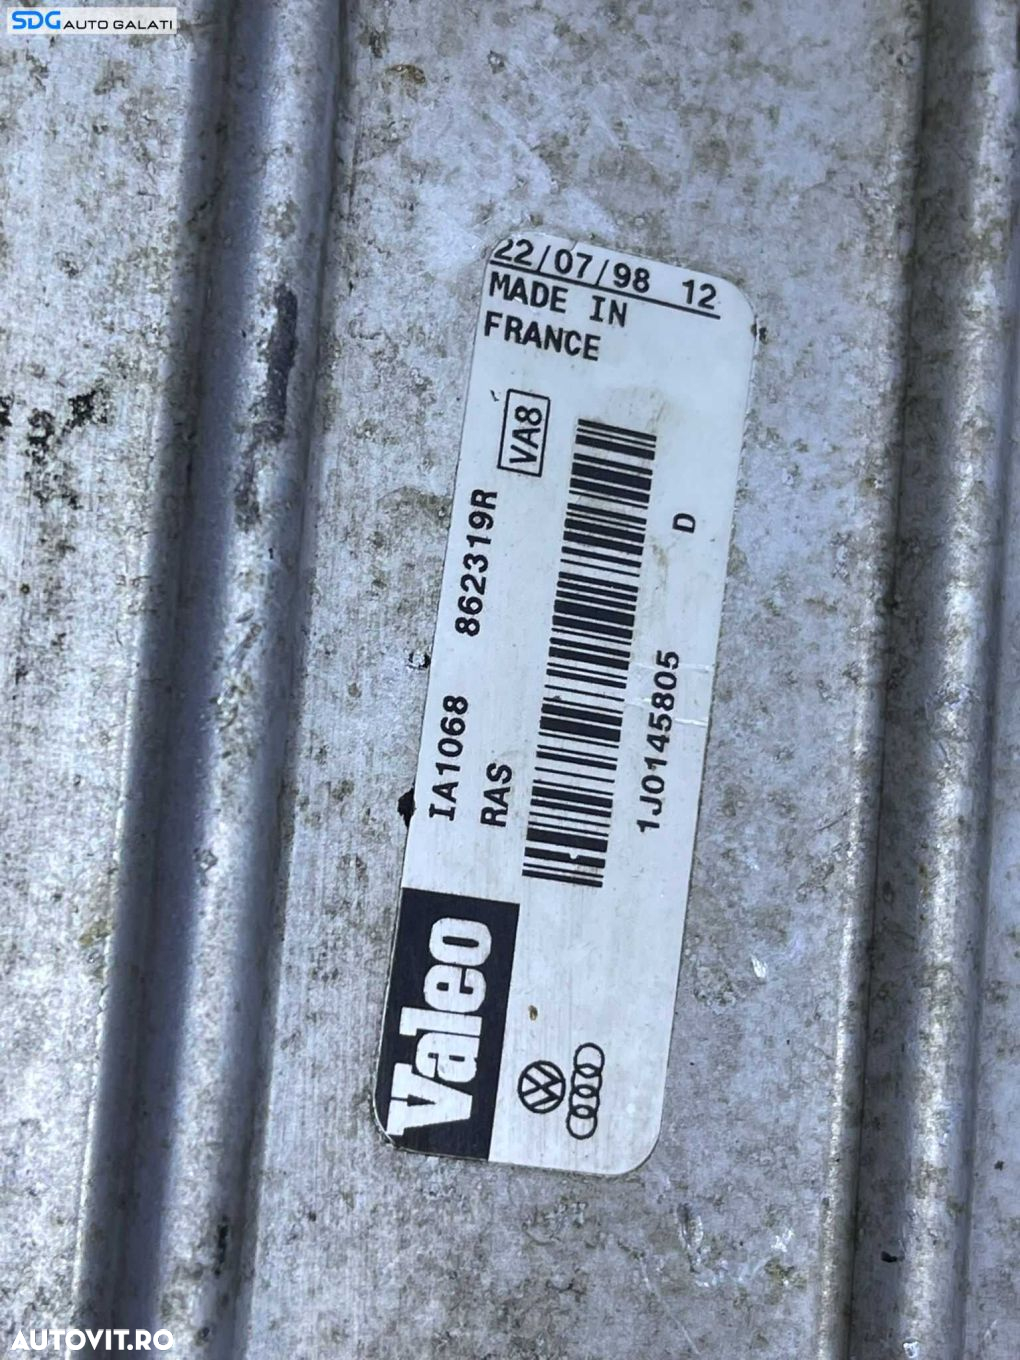 SDG AUTO GALATI
22/07/98 12
MADE IN
FRANCE
VA8
IA1068 862319R
RAS
1J0145805 D
Valeo
AUTOVIT.RO